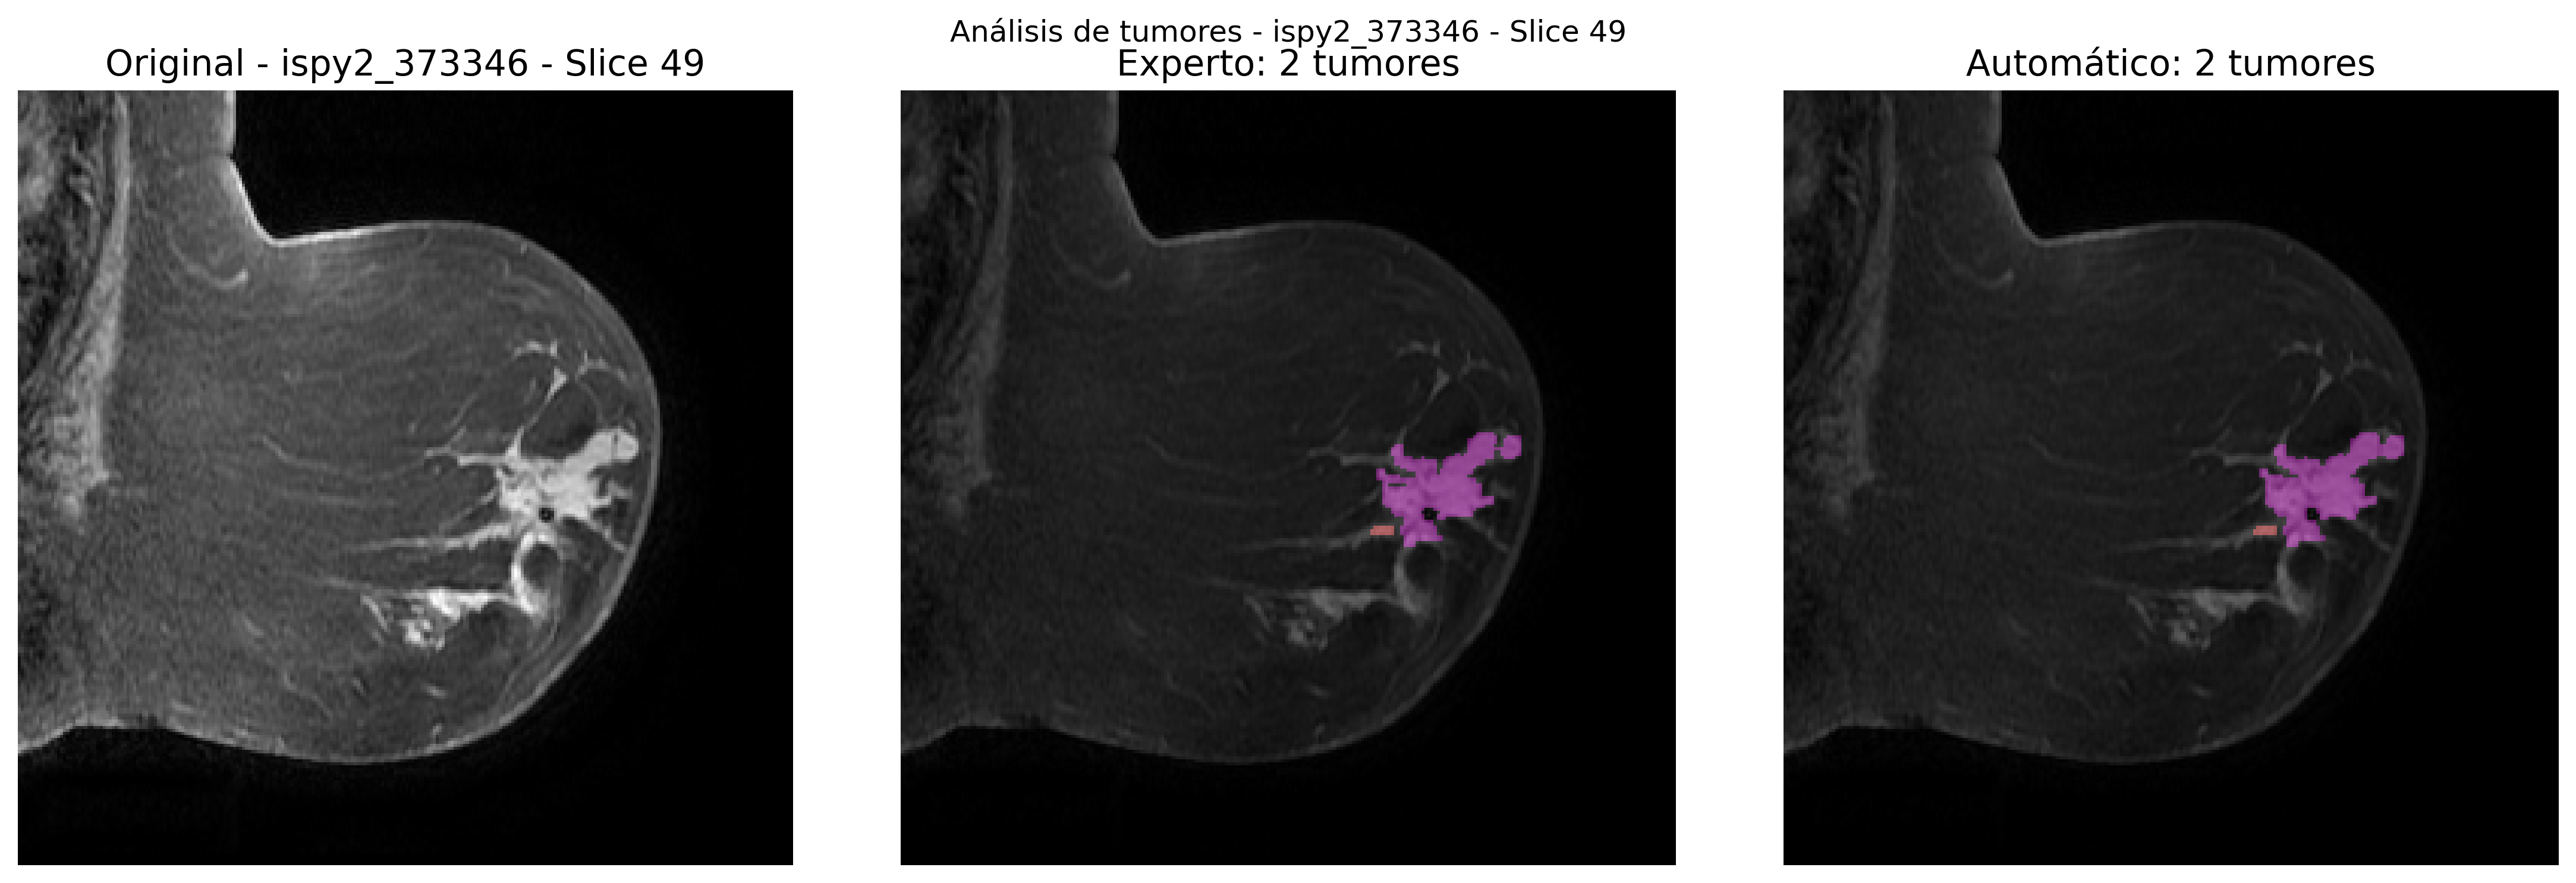 Análisis de tumores - ispy2_373346 - Slice 49
Original - ispy2_373346 - Slice 49
Experto: 2 tumores
Automático: 2 tumores